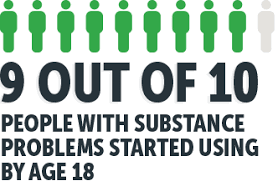 9 OUT OF 10
PEOPLE WITH SUBSTANCE
PROBLEMS STARTED USING
BY AGE 18